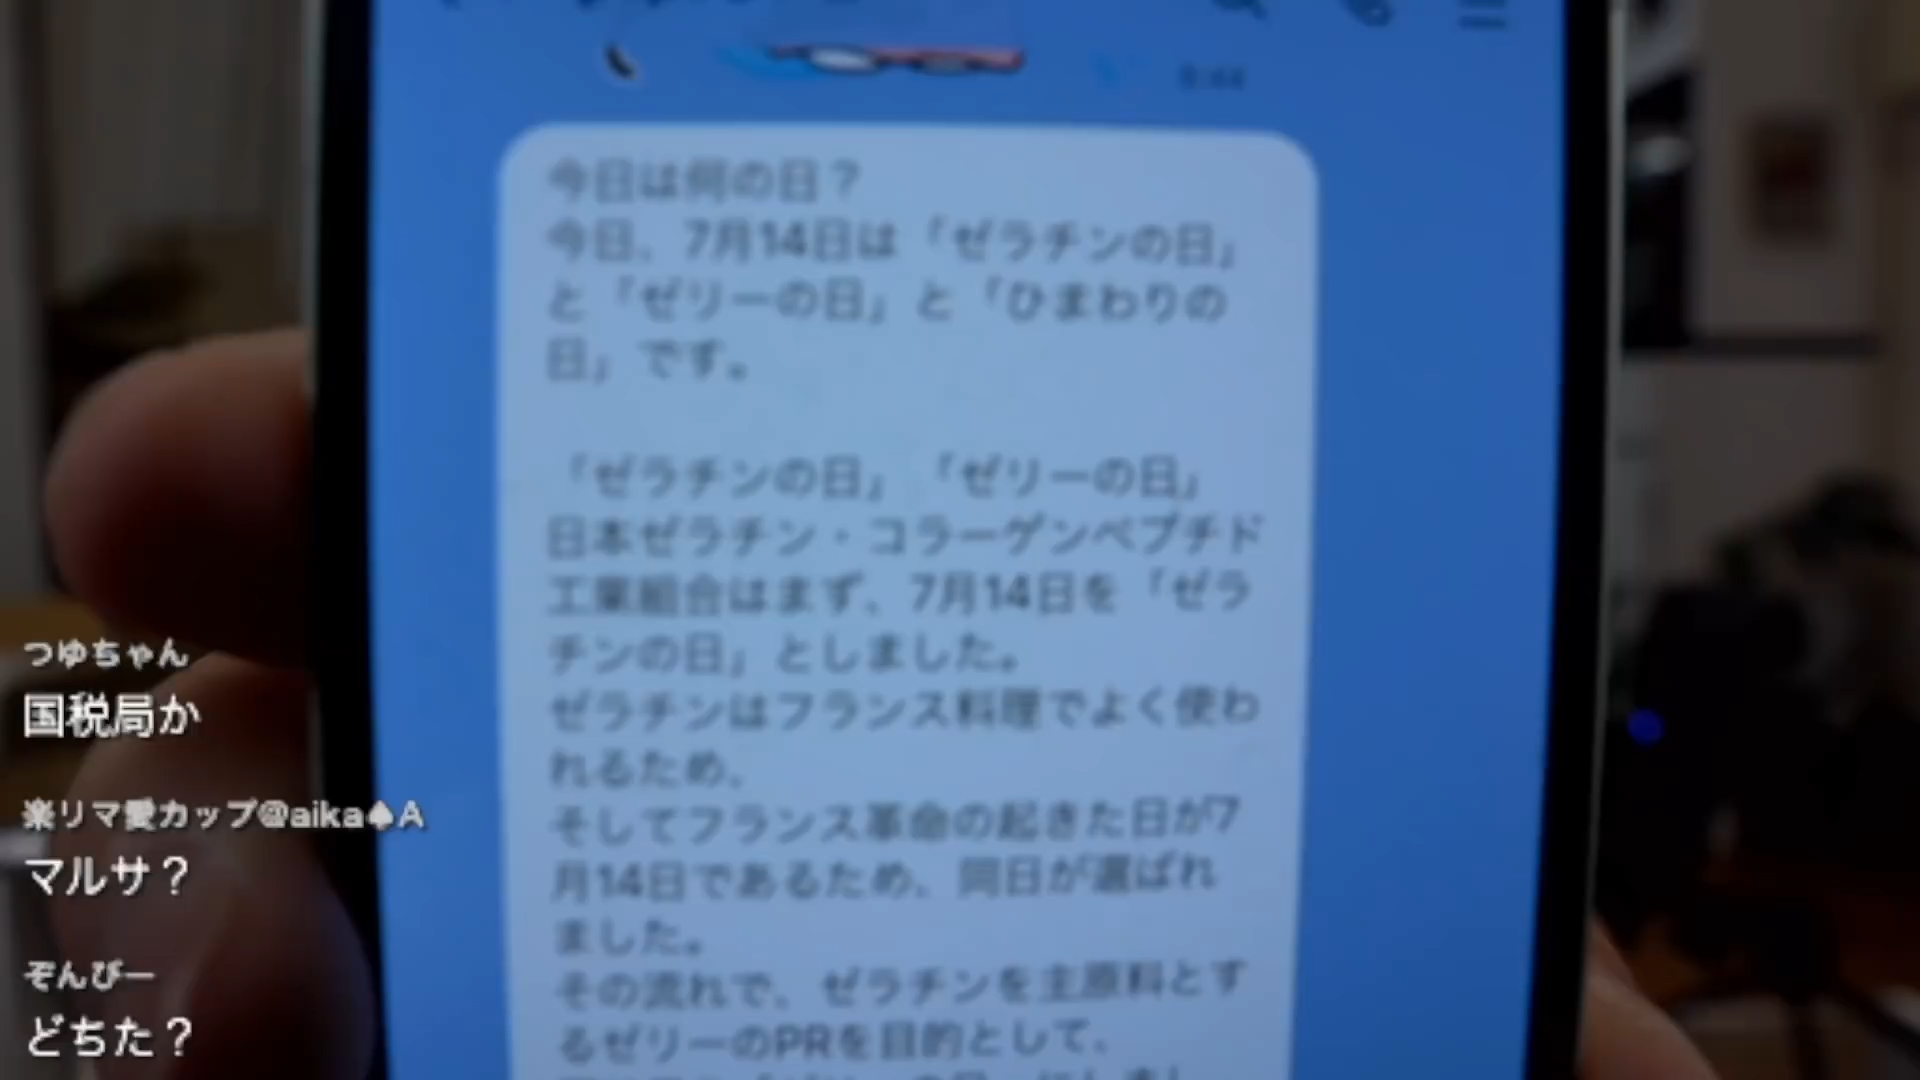 今日は何の日？
今日、7月14日は「ゼラチンの日」
と「ゼリーの日」と「ひまわりの
日」です。
「ゼラチンの日」「ゼリーの日」
日本ゼラチン・コラーゲンペプチド
工業組合はまず、7月14日を「ゼラ
チンの日」としました。
ゼラチンはフランス料理でよく使わ
れるため、
そしてフランス革命の起きた日が7
月14日であるため、同日が選ばれ
ました。
その流れで、ゼラチンを主原料とす
るゼリーのPRを目的として、
つゆちゃん
国税局か
楽リマ愛カップ@aika♠A
マルサ？
ぞんびー
どちた？